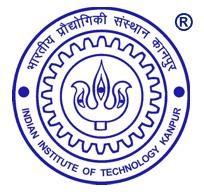 भारतीय प्रौद्योगिकी संस्थान कानपुर
®
INDIAN INSTITUTE OF TECHNOLOGY KANPUR